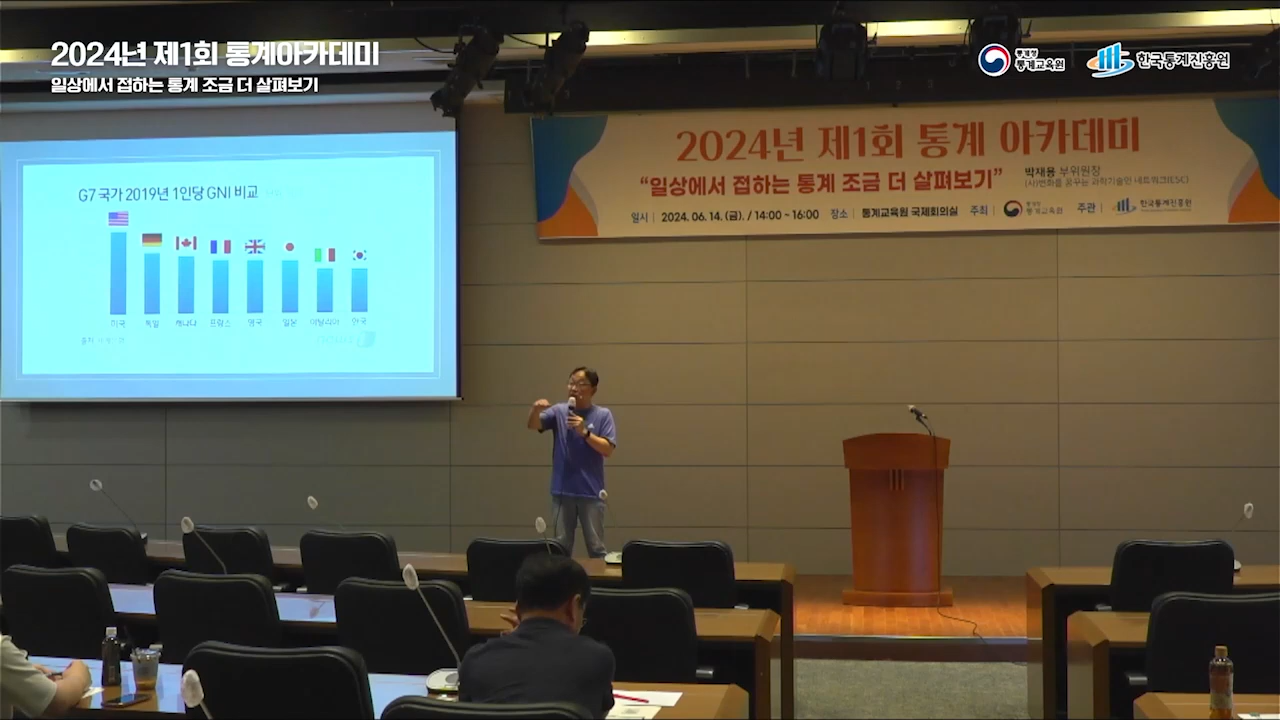 2024년 제1회 통계아카데미
일상에서 접하는 통계 조금 더 살펴보기
통계청
통계교육원
한국통계진흥원
2024년 제1회 통계 아카데미
“일상에서 접하는 통계 조금 더 살펴보기”
박재용 부위원장
(사)변화를 꿈꾸는 과학기술인 네트워크(ESC)
일시 | 2024. 06. 14. (금). / 14:00 ~ 16:00 장소 | 통계교육원 국제회의실 주최 | 통계청 통계교육원 주관 | 한국통계진흥원
G7 국가 2019년 1인당 GNI 비교
미국 독일 캐나다 프랑스 영국 일본 이탈리아 한국
출처